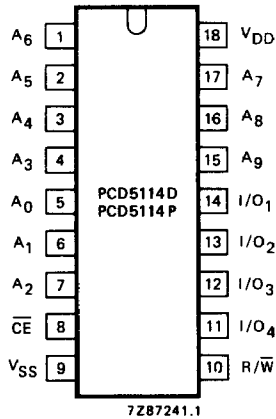 A6 1 18 VDD
A5 2 17 A7
A4 3 16 A8
A3 4 15 A9
A0 5 PCD5114D 14 I/O1
PCD5114P
A1 6 13 I/O2
A2 7 12 I/O3
C̅E̅ 8 11 I/O4
VSS 9 10 R/W̅
7Z87241.1